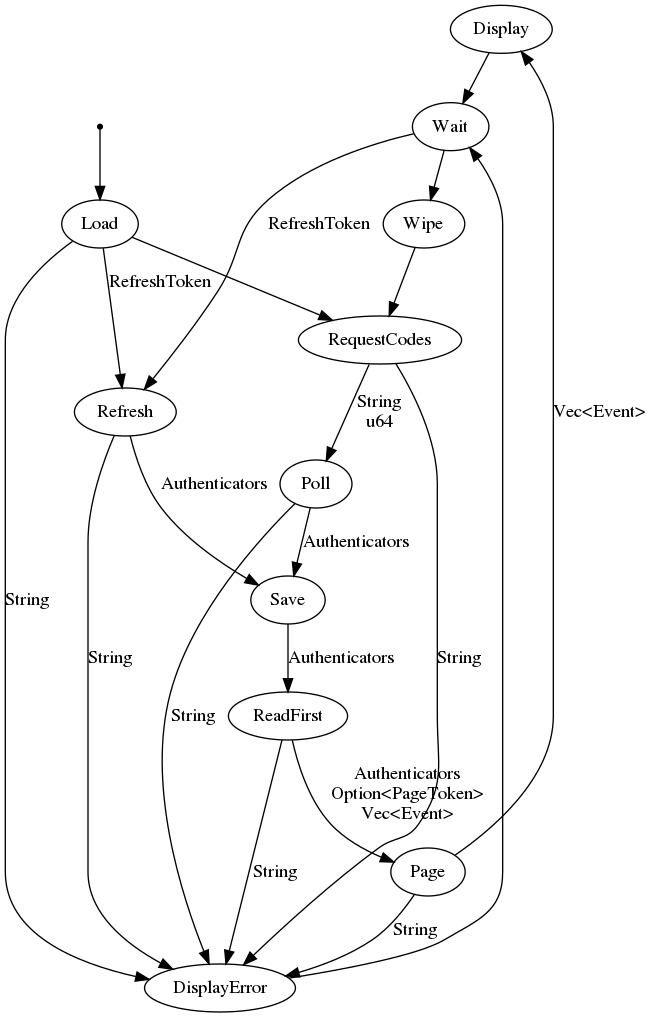 Display
Wait
Load
RefreshToken
Wipe
RefreshToken
RequestCodes
Refresh
String
u64
Vec<Event>
Authenticators
Poll
Authenticators
String
Save
String
Authenticators
String
String
ReadFirst
Authenticators
Option<PageToken>
Vec<Event>
String
Page
String
DisplayError